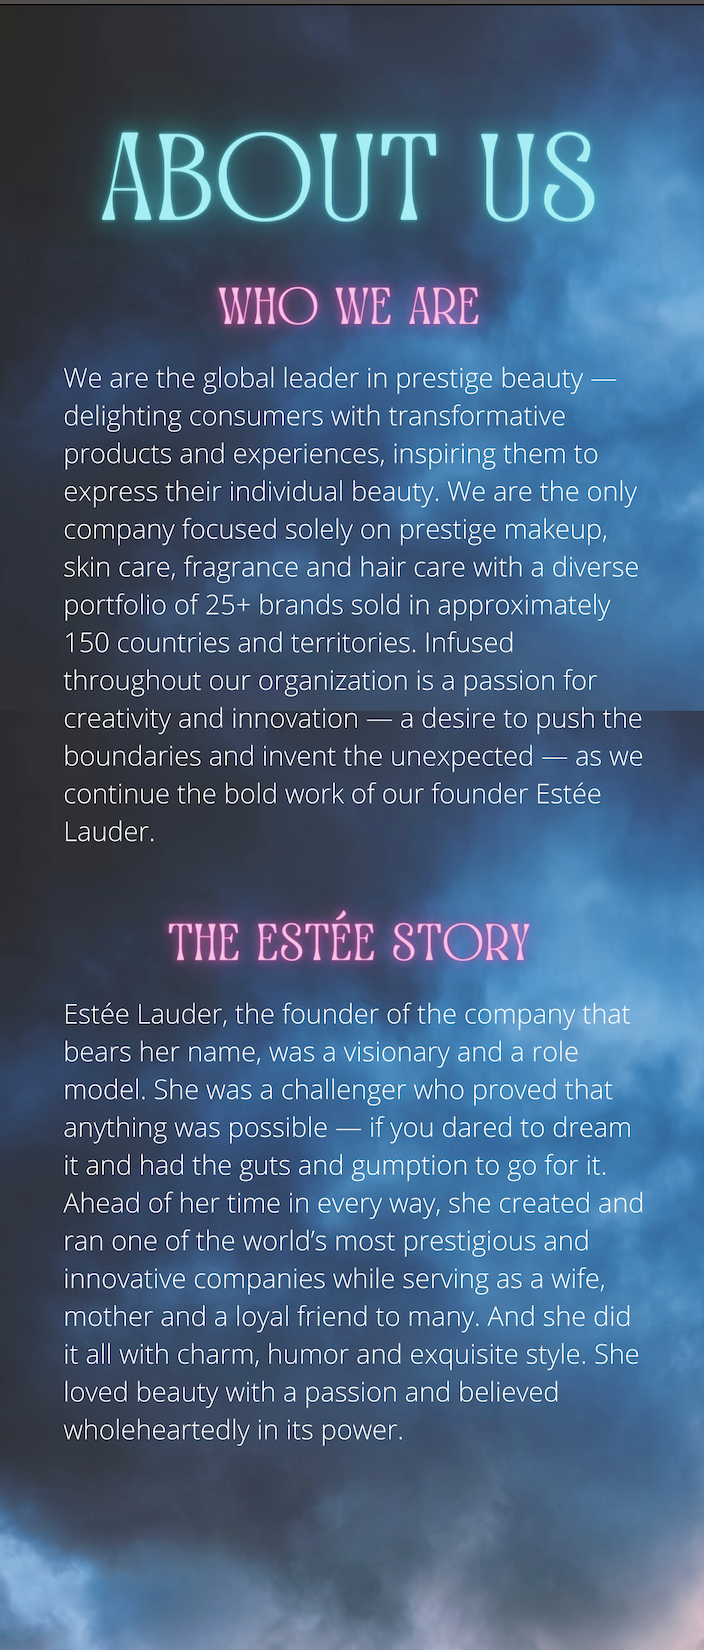 ABOUT US
WHO WE ARE
We are the global leader in prestige beauty —
delighting consumers with transformative
products and experiences, inspiring them to
express their individual beauty. We are the only
company focused solely on prestige makeup,
skin care, fragrance and hair care with a diverse
portfolio of 25+ brands sold in approximately
150 countries and territories. Infused
throughout our organization is a passion for
creativity and innovation — a desire to push the
boundaries and invent the unexpected — as we
continue the bold work of our founder Estée
Lauder.
THE ESTÉE STORY
Estée Lauder, the founder of the company that
bears her name, was a visionary and a role
model. She was a challenger who proved that
anything was possible — if you dared to dream
it and had the guts and gumption to go for it.
Ahead of her time in every way, she created and
ran one of the world’s most prestigious and
innovative companies while serving as a wife,
mother and a loyal friend to many. And she did
it all with charm, humor and exquisite style. She
loved beauty with a passion and believed
wholeheartedly in its power.